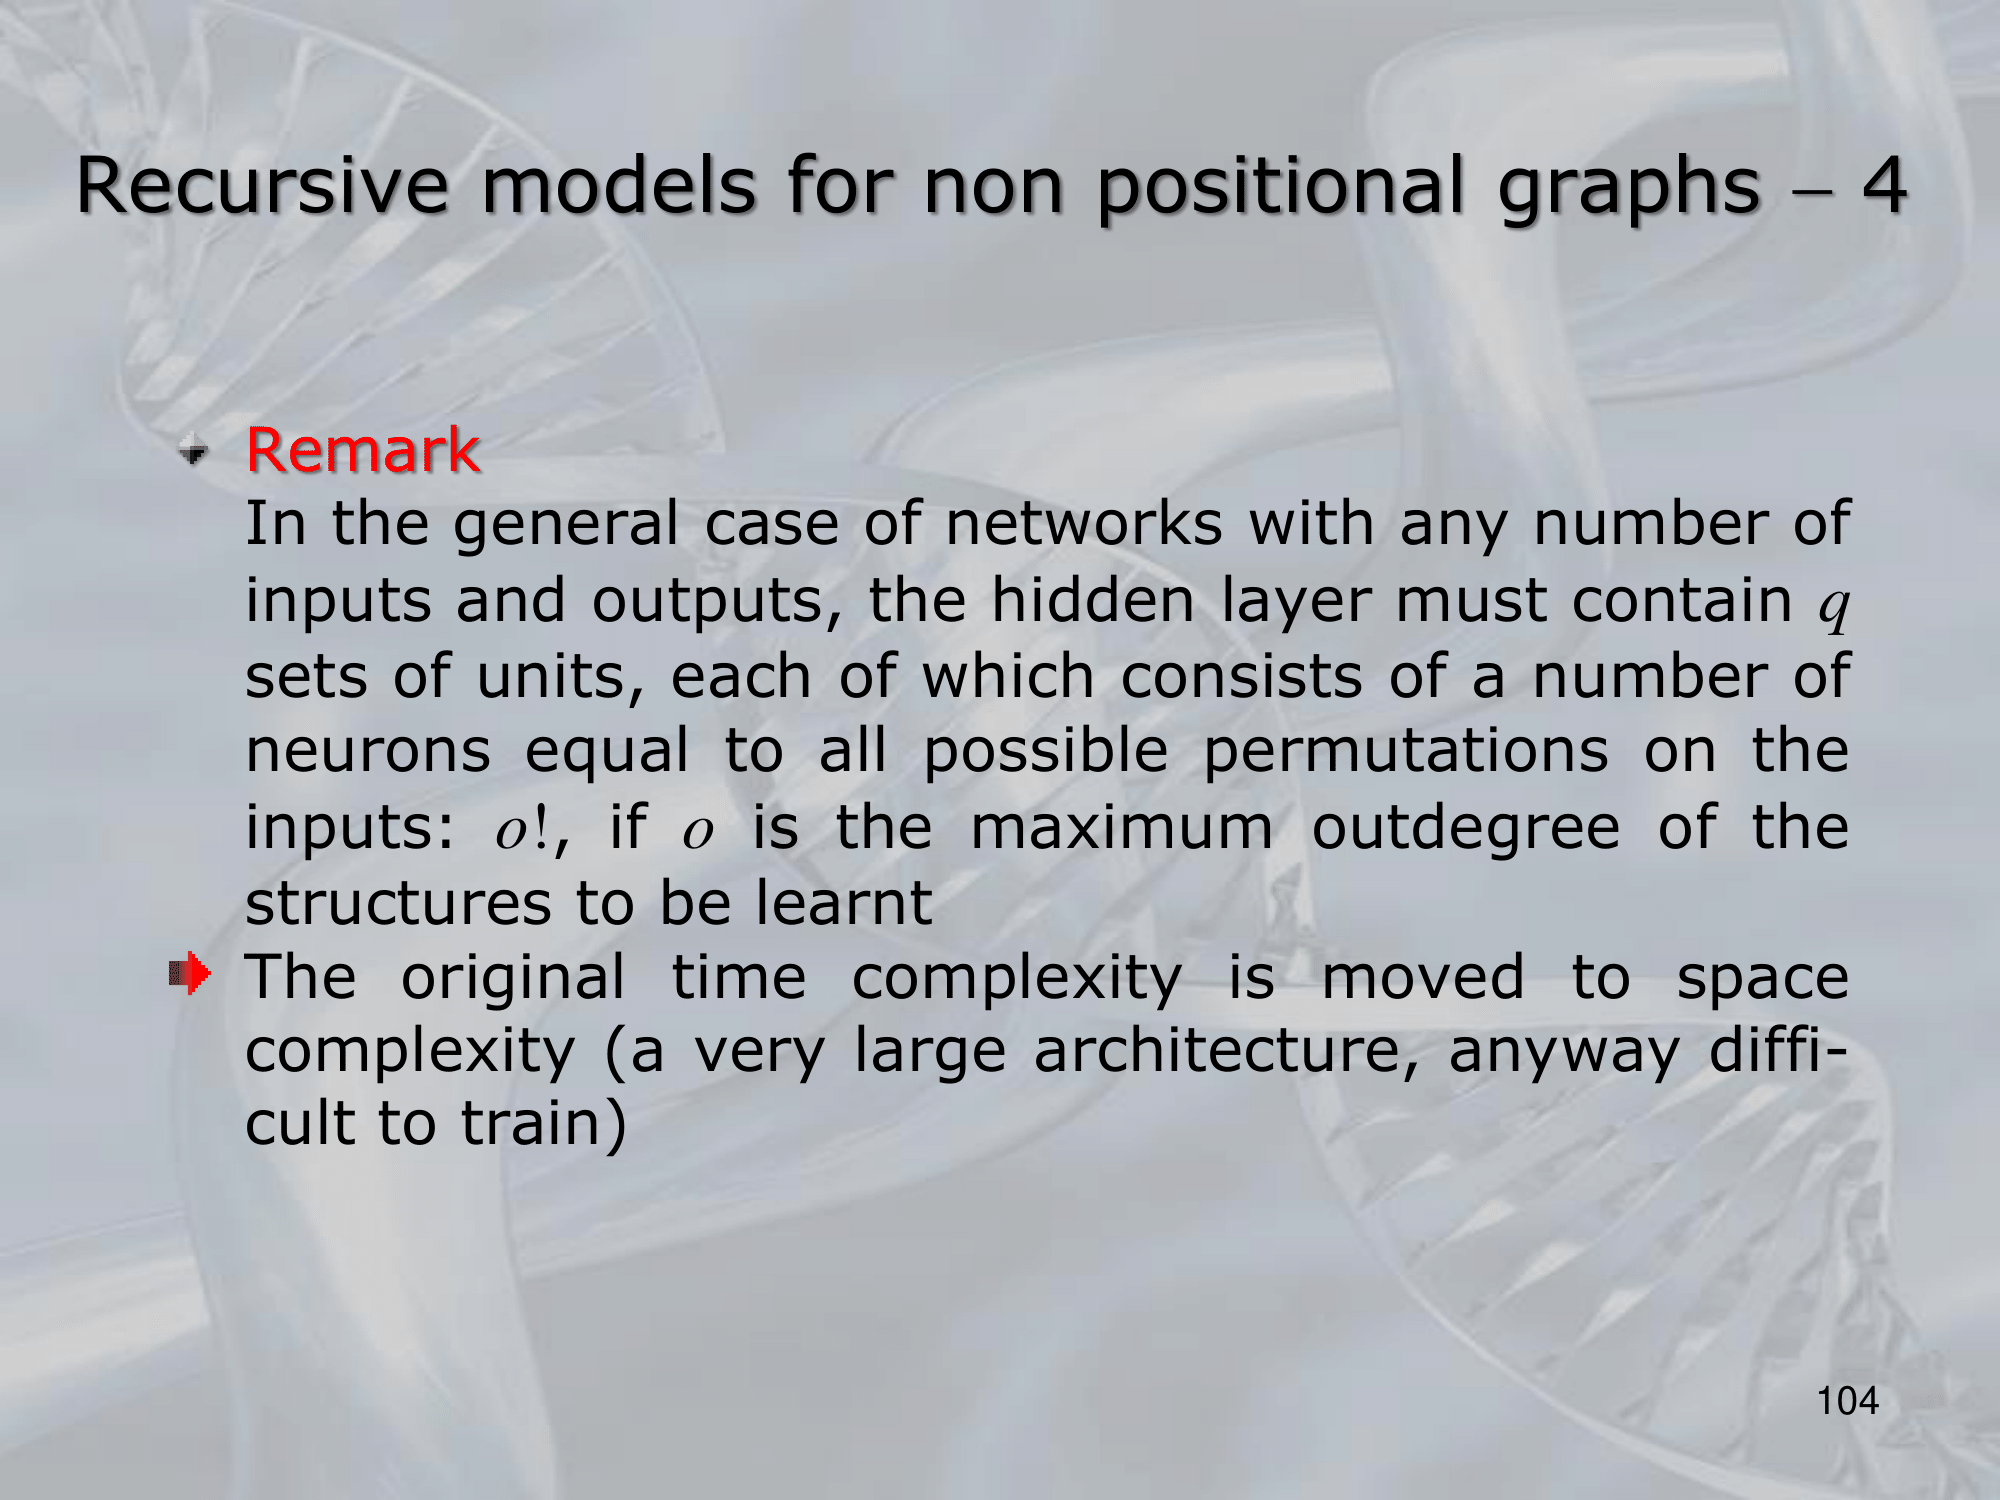 Recursive models for non positional graphs – 4
Remark
In the general case of networks with any number of
inputs and outputs, the hidden layer must contain q
sets of units, each of which consists of a number of
neurons equal to all possible permutations on the
inputs: o!, if o is the maximum outdegree of the
structures to be learnt
The original time complexity is moved to space
complexity (a very large architecture, anyway diffi-
cult to train)
104